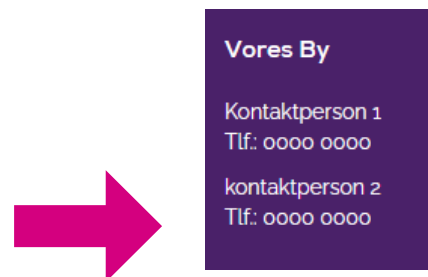 Vores By
Kontaktperson 1
Tlf.: 0000 0000
kontaktperson 2
Tlf.: 0000 0000